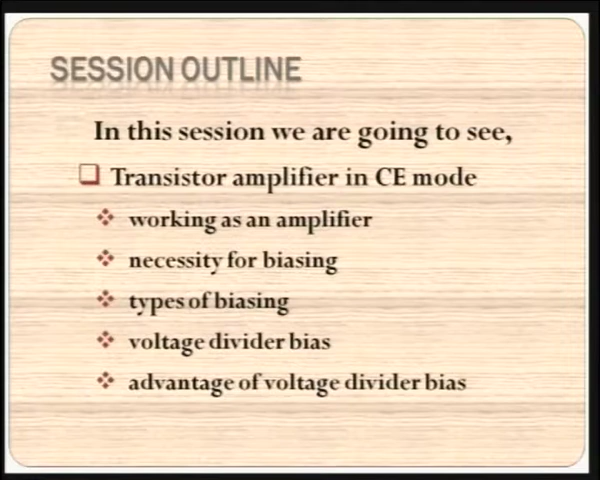 SESSION OUTLINE
In this session we are going to see,
Transistor amplifier in CE mode
working as an amplifier
necessity for biasing
types of biasing
voltage divider bias
advantage of voltage divider bias